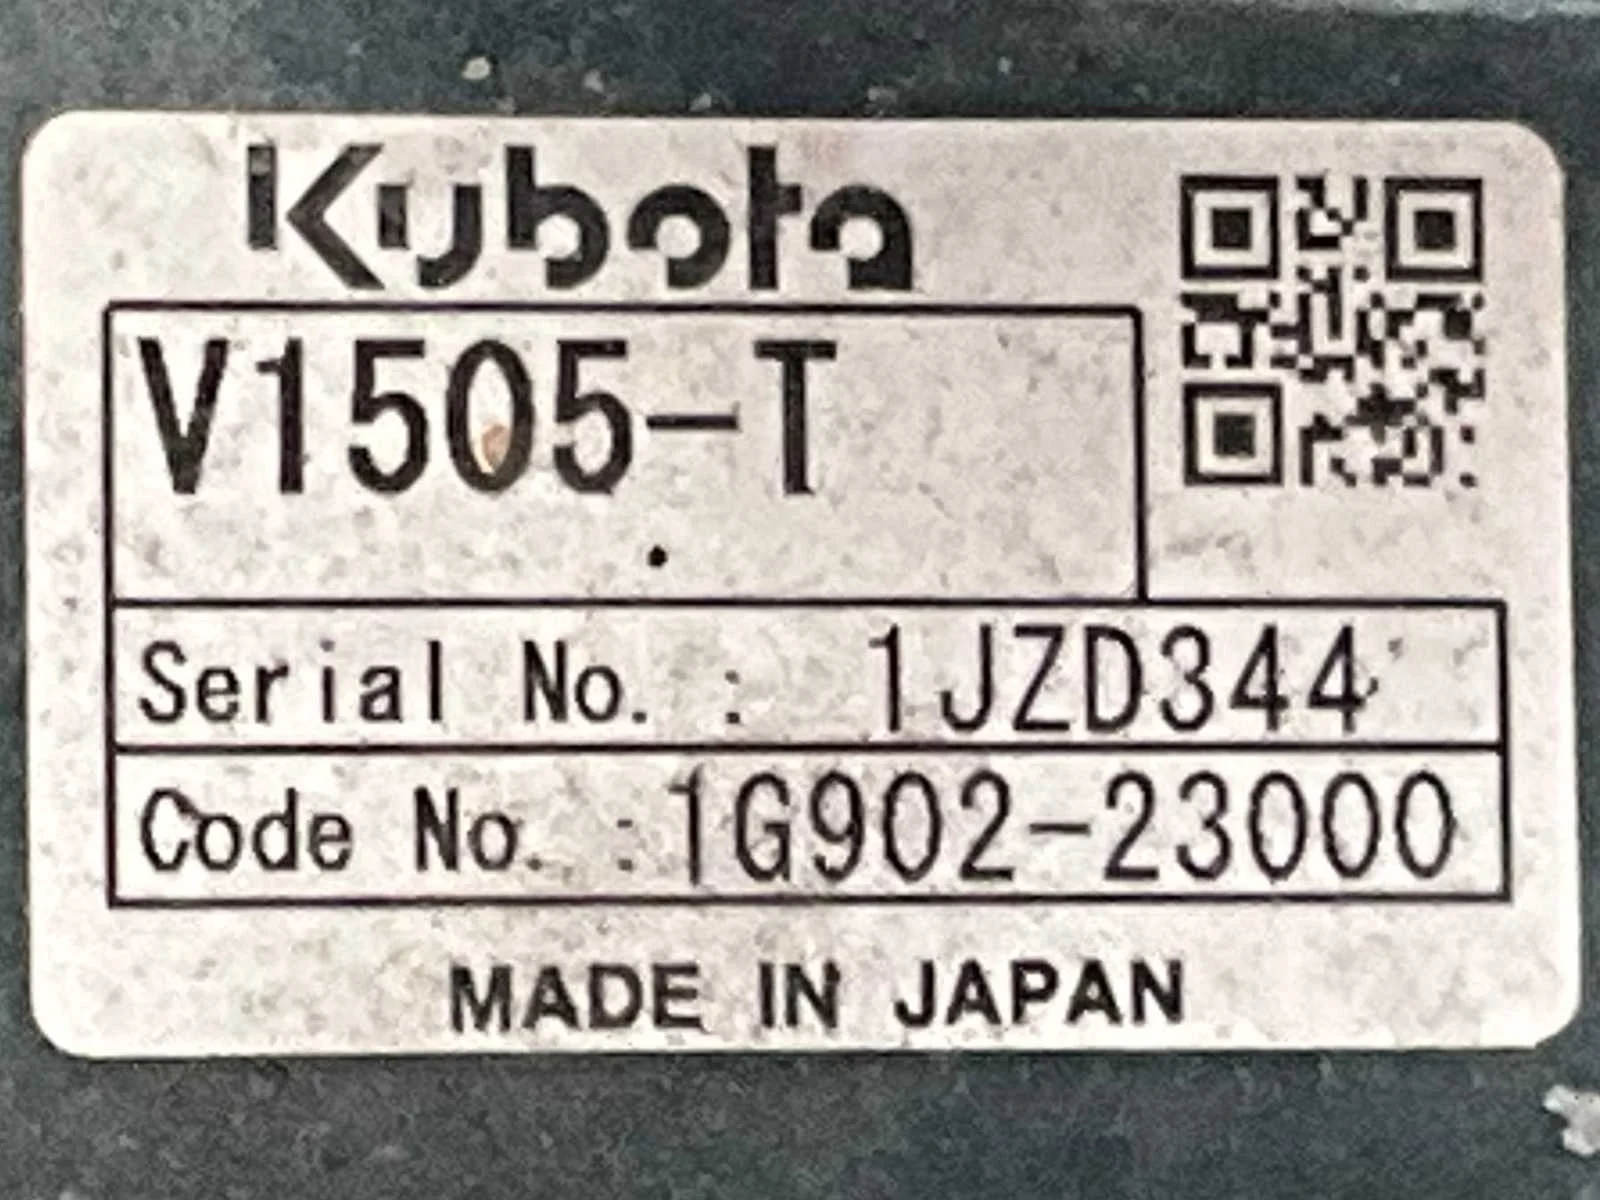 Kubota
V1505-T
Serial No. : 1JZD344
Code No. :1G902-23000
MADE IN JAPAN